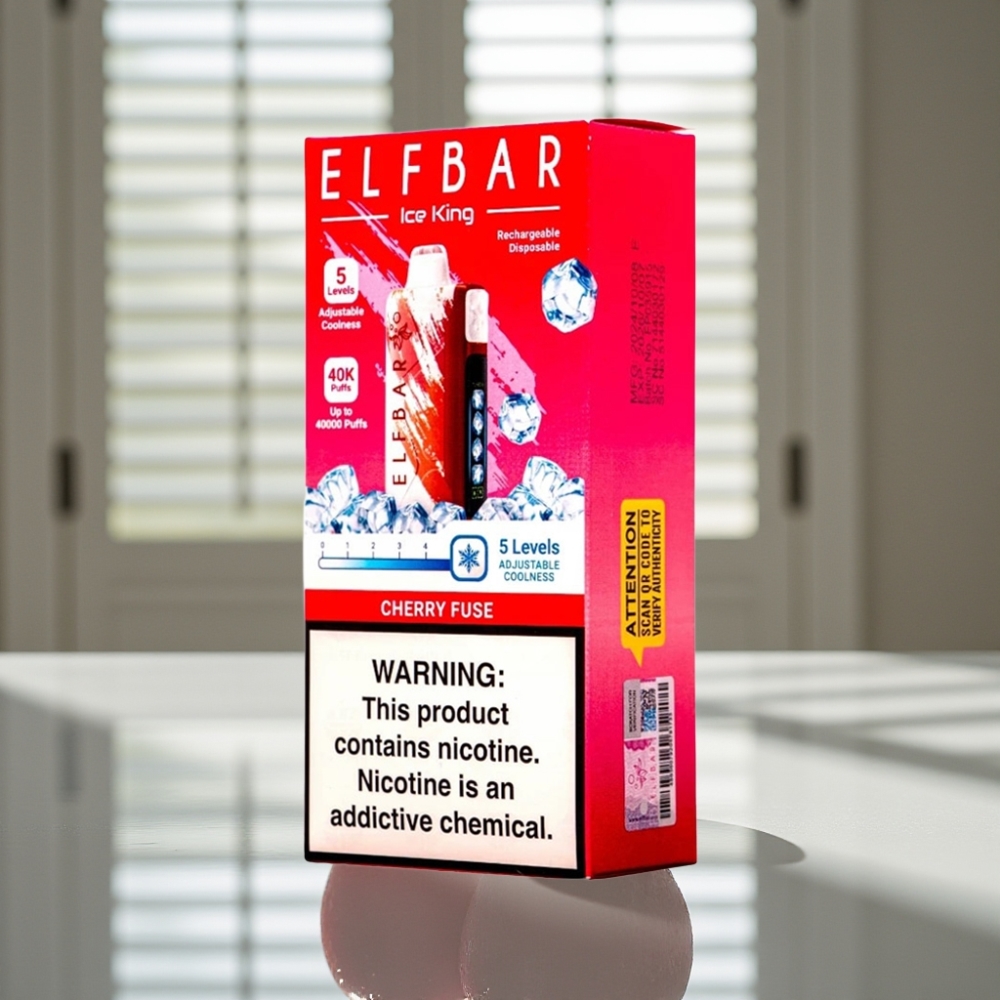 ELFBAR
Ice King
Rechargeable
Disposable
5
Levels
Adjustable
Coolness
40K
Puffs
Up to
40000 Puffs
ELFBAR
0 1 2 3 4
5 Levels
ADJUSTABLE
COOLNESS
CHERRY FUSE
WARNING:
This product
contains nicotine.
Nicotine is an
addictive chemical.
ATTENTION
SCAN QR CODE TO
VERIFY AUTHENTICITY
ELFBAR